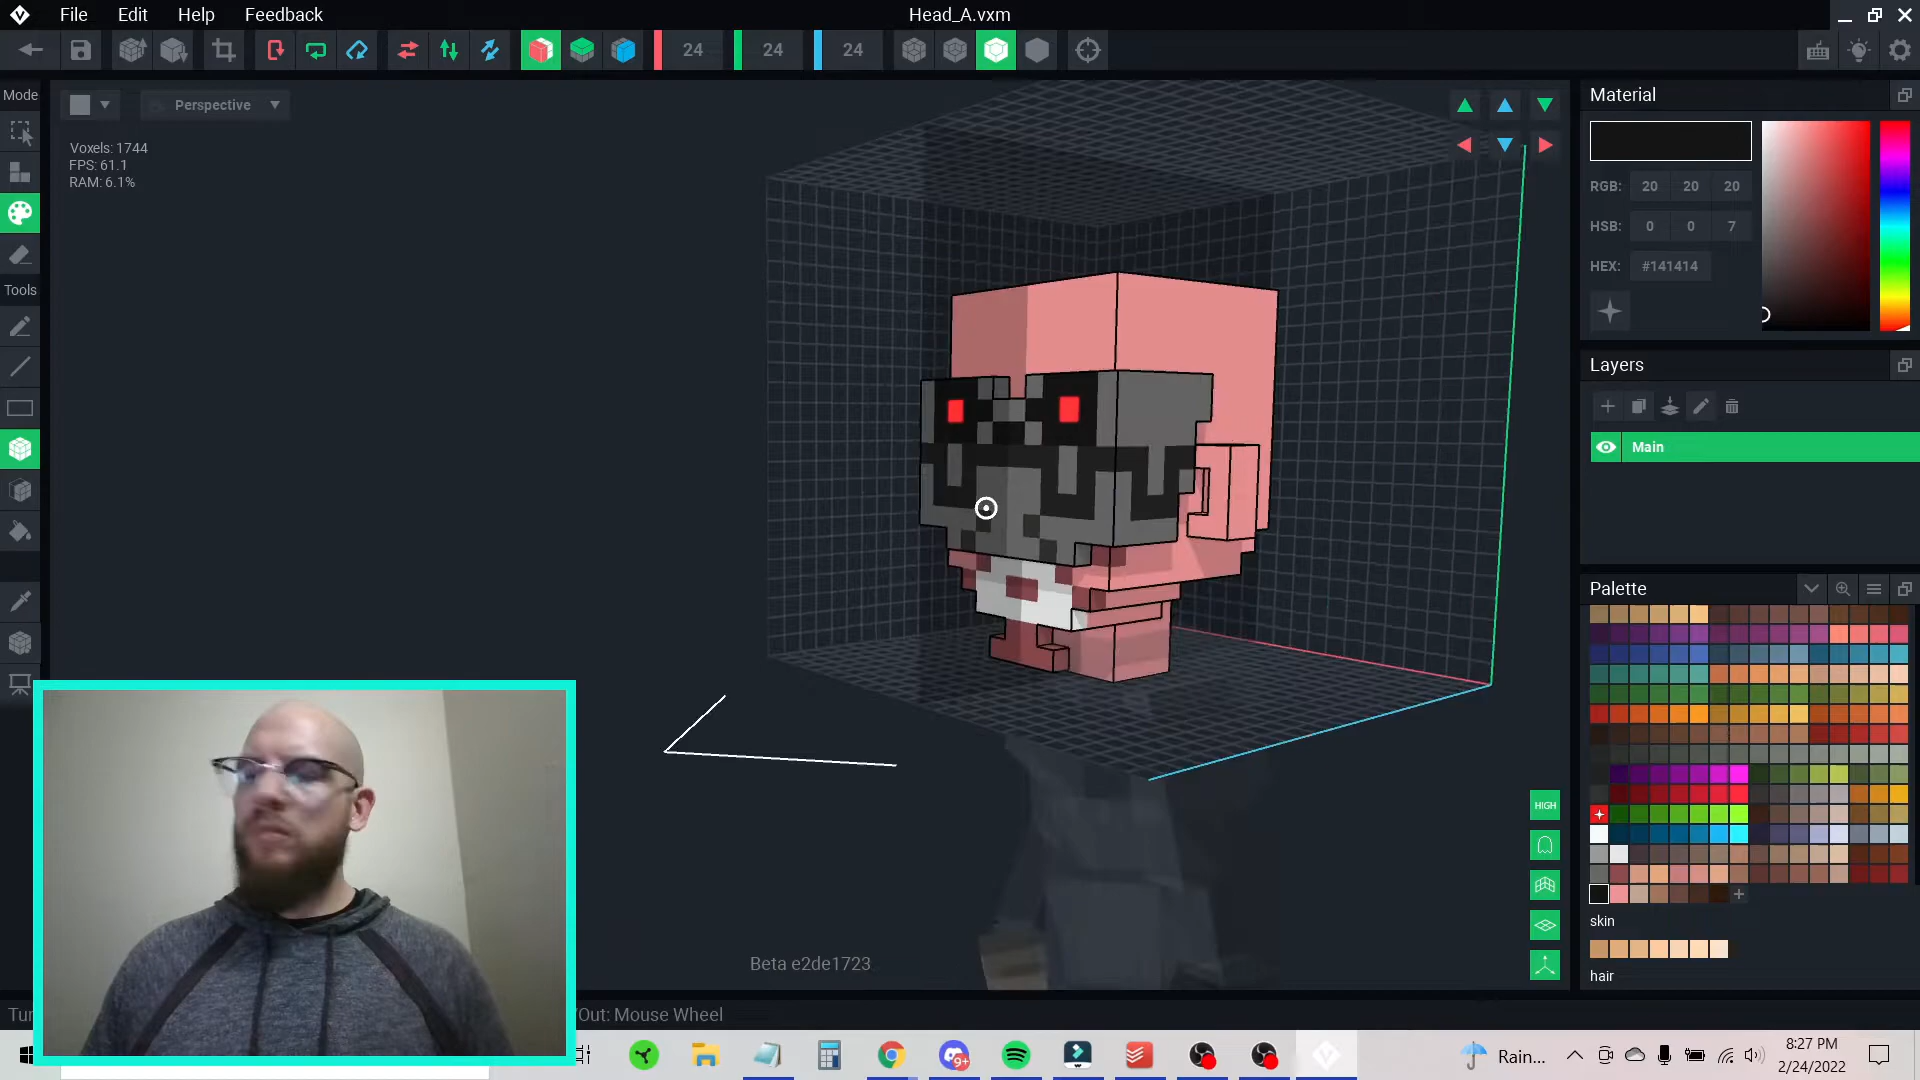 File Edit Help Feedback
Head_A.vxm
24 24 24
Mode
Perspective
Voxels: 1744
FPS: 61.1
RAM: 6.1%
Tools
Material
RGB: 20 20 20
HSB: 0 0 7
HEX: #141414
Layers
Main
Palette
skin
hair
HIGH
Beta e2de1723
/Out: Mouse Wheel
9+
Rain...
8:27 PM
2/24/2022